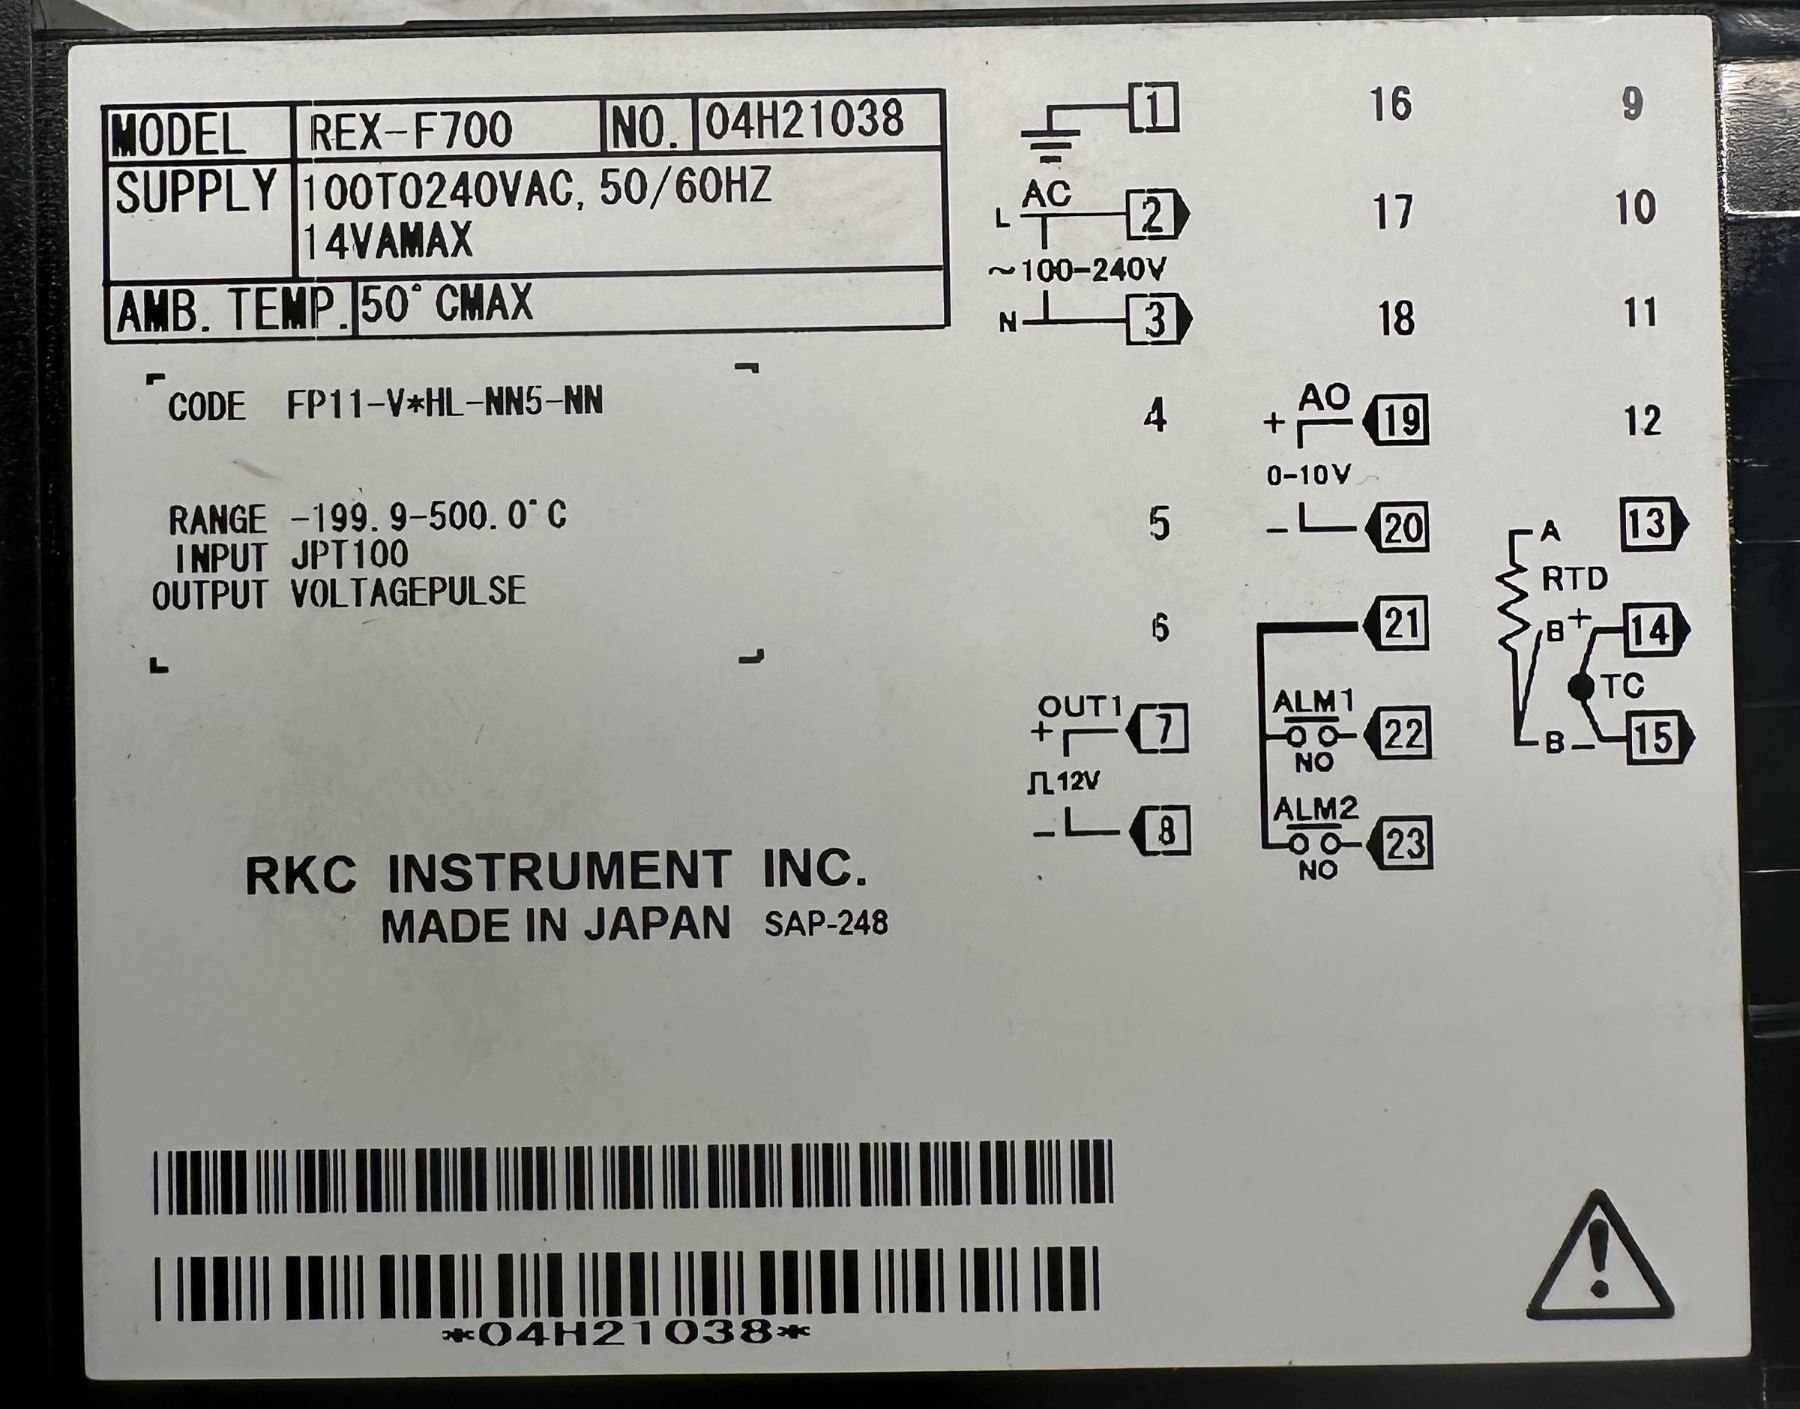 MODEL REX-F700 NO. 04H21038
SUPPLY 100TO240VAC, 50/60HZ
14VAMAX
AMB. TEMP. 50°CMAX
CODE FP11-V*HL-NN5-NN
RANGE -199.9-500.0°C
INPUT JPT100
OUTPUT VOLTAGEPULSE
RKC INSTRUMENT INC.
MADE IN JAPAN SAP-248
*04H21038*
1
AC
L 2
~100-240V
N 3
4
5
6
OUT1
+ 7
12V
- 8
16
17
18
AO
+ 19
0-10V
- 20
21
ALM1
22
NO
ALM2
23
NO
9
10
11
12
A 13
RTD
B + 14
TC
B - 15